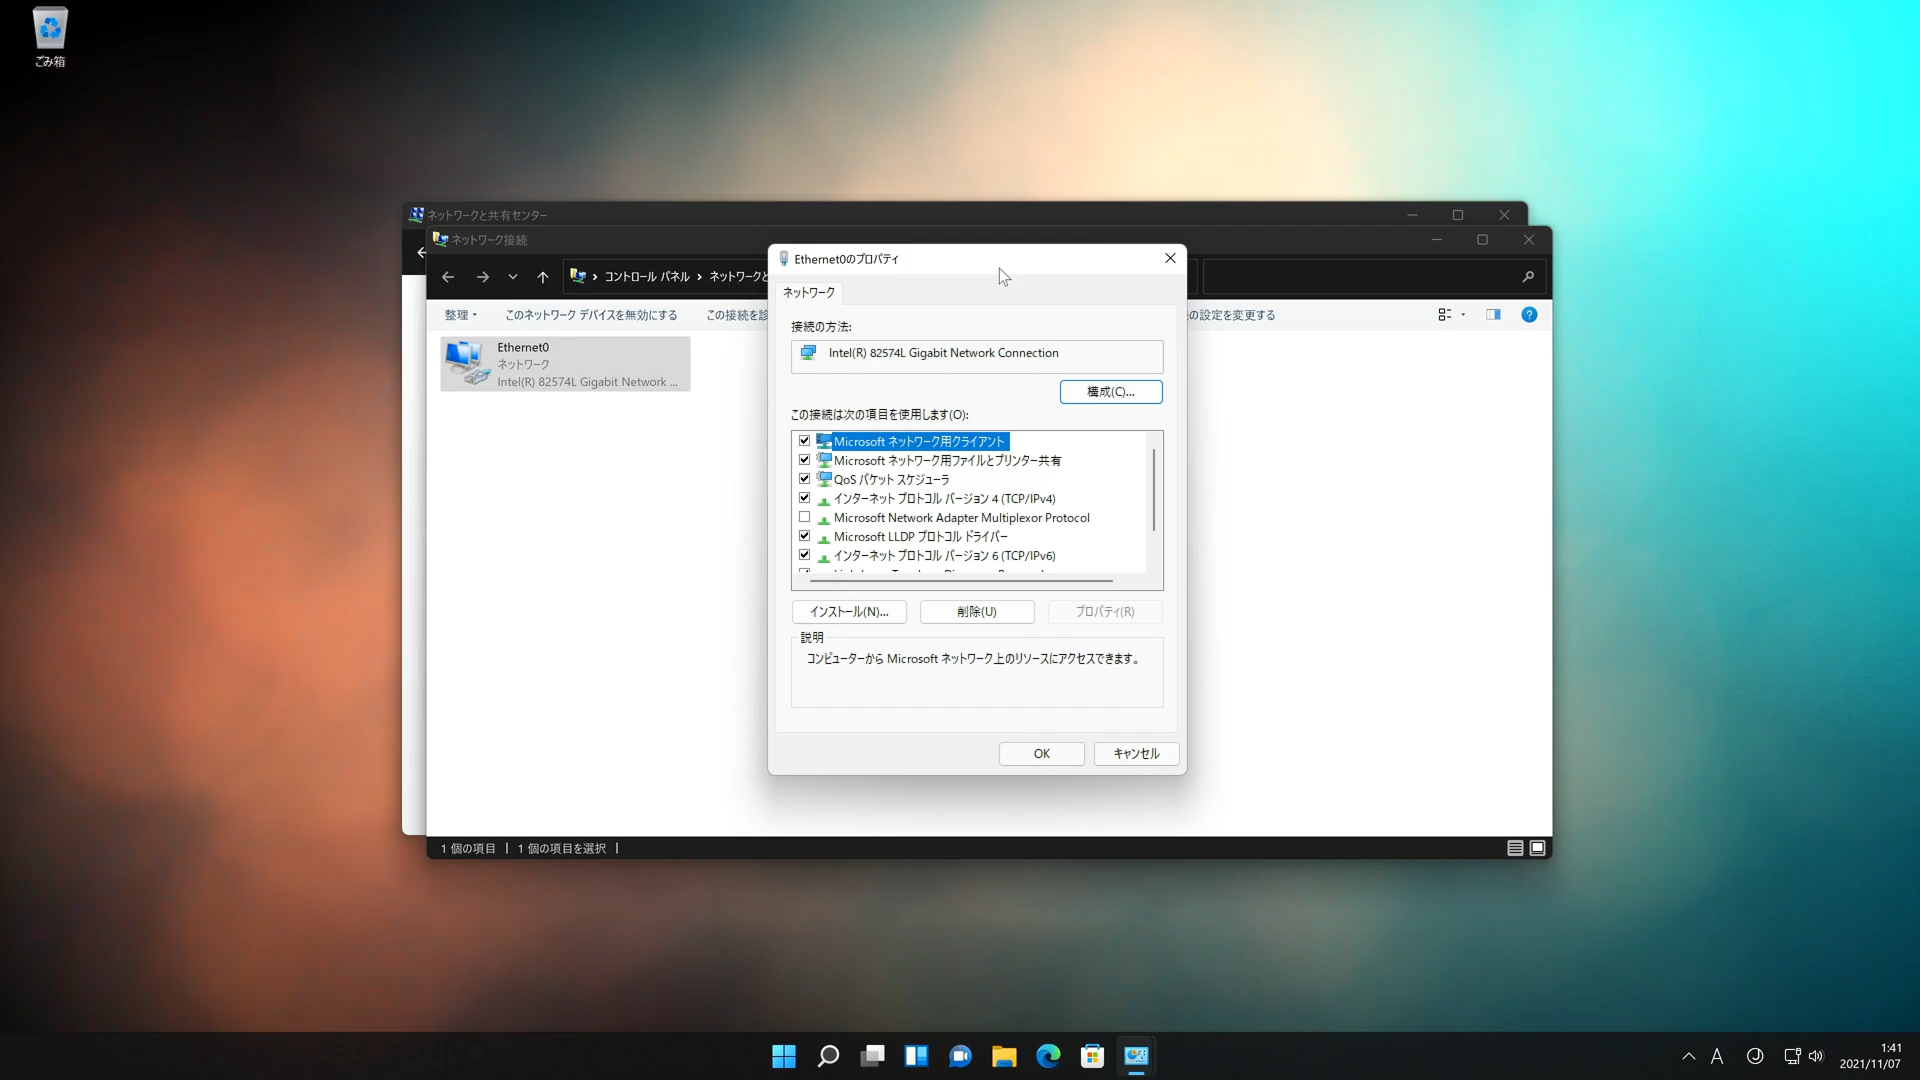 ごみ箱
ネットワークと共有センター
ネットワーク接続
コントロール パネル
ネットワークと
整理
このネットワーク デバイスを無効にする
この接続を診
の設定を変更する
Ethernet0
ネットワーク
Intel(R) 82574L Gigabit Network ...
Ethernet0のプロパティ
ネットワーク
接続の方法:
Intel(R) 82574L Gigabit Network Connection
構成(C)...
この接続は次の項目を使用します(O):
Microsoft ネットワーク用クライアント
Microsoft ネットワーク用ファイルとプリンター共有
QoS パケット スケジューラ
インターネット プロトコル バージョン 4 (TCP/IPv4)
Microsoft Network Adapter Multiplexor Protocol
Microsoft LLDP プロトコル ドライバー
インターネット プロトコル バージョン 6 (TCP/IPv6)
インストール(N)...
削除(U)
プロパティ(R)
説明
コンピューターから Microsoft ネットワーク上のリソースにアクセスできます。
OK
キャンセル
1 個の項目
1 個の項目を選択
A
1:41
2021/11/07